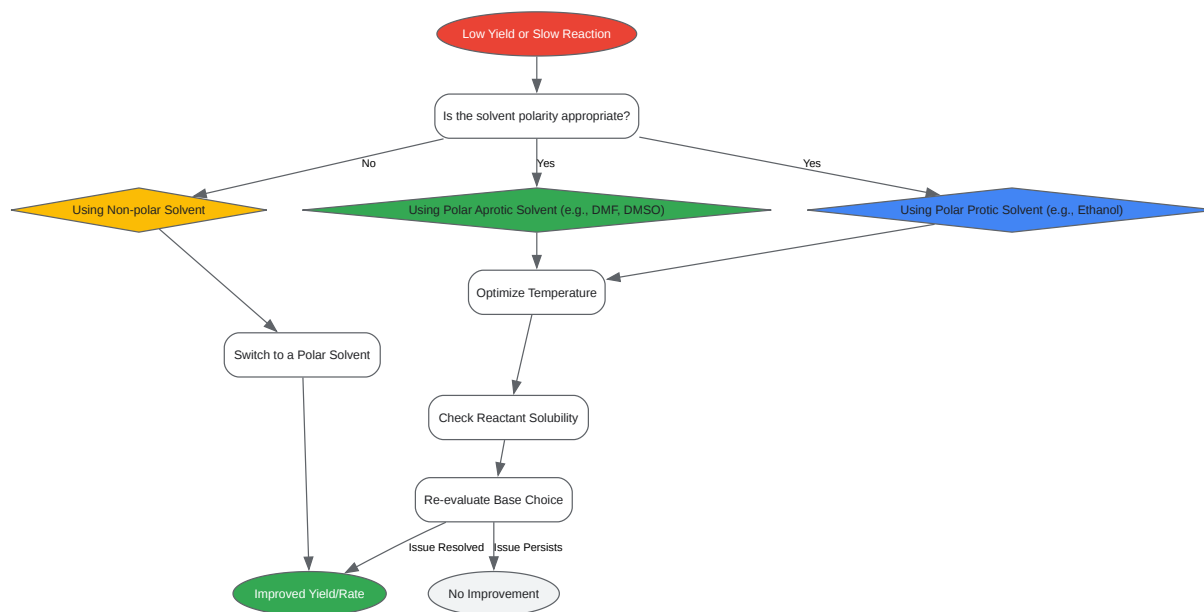 Low Yield or Slow Reaction
Is the solvent polarity appropriate?
No
Yes
Yes
Using Non-polar Solvent
Using Polar Aprotic Solvent (e.g., DMF, DMSO)
Using Polar Protic Solvent (e.g., Ethanol)
Optimize Temperature
Switch to a Polar Solvent
Check Reactant Solubility
Re-evaluate Base Choice
Issue Resolved
Issue Persists
Improved Yield/Rate
No Improvement